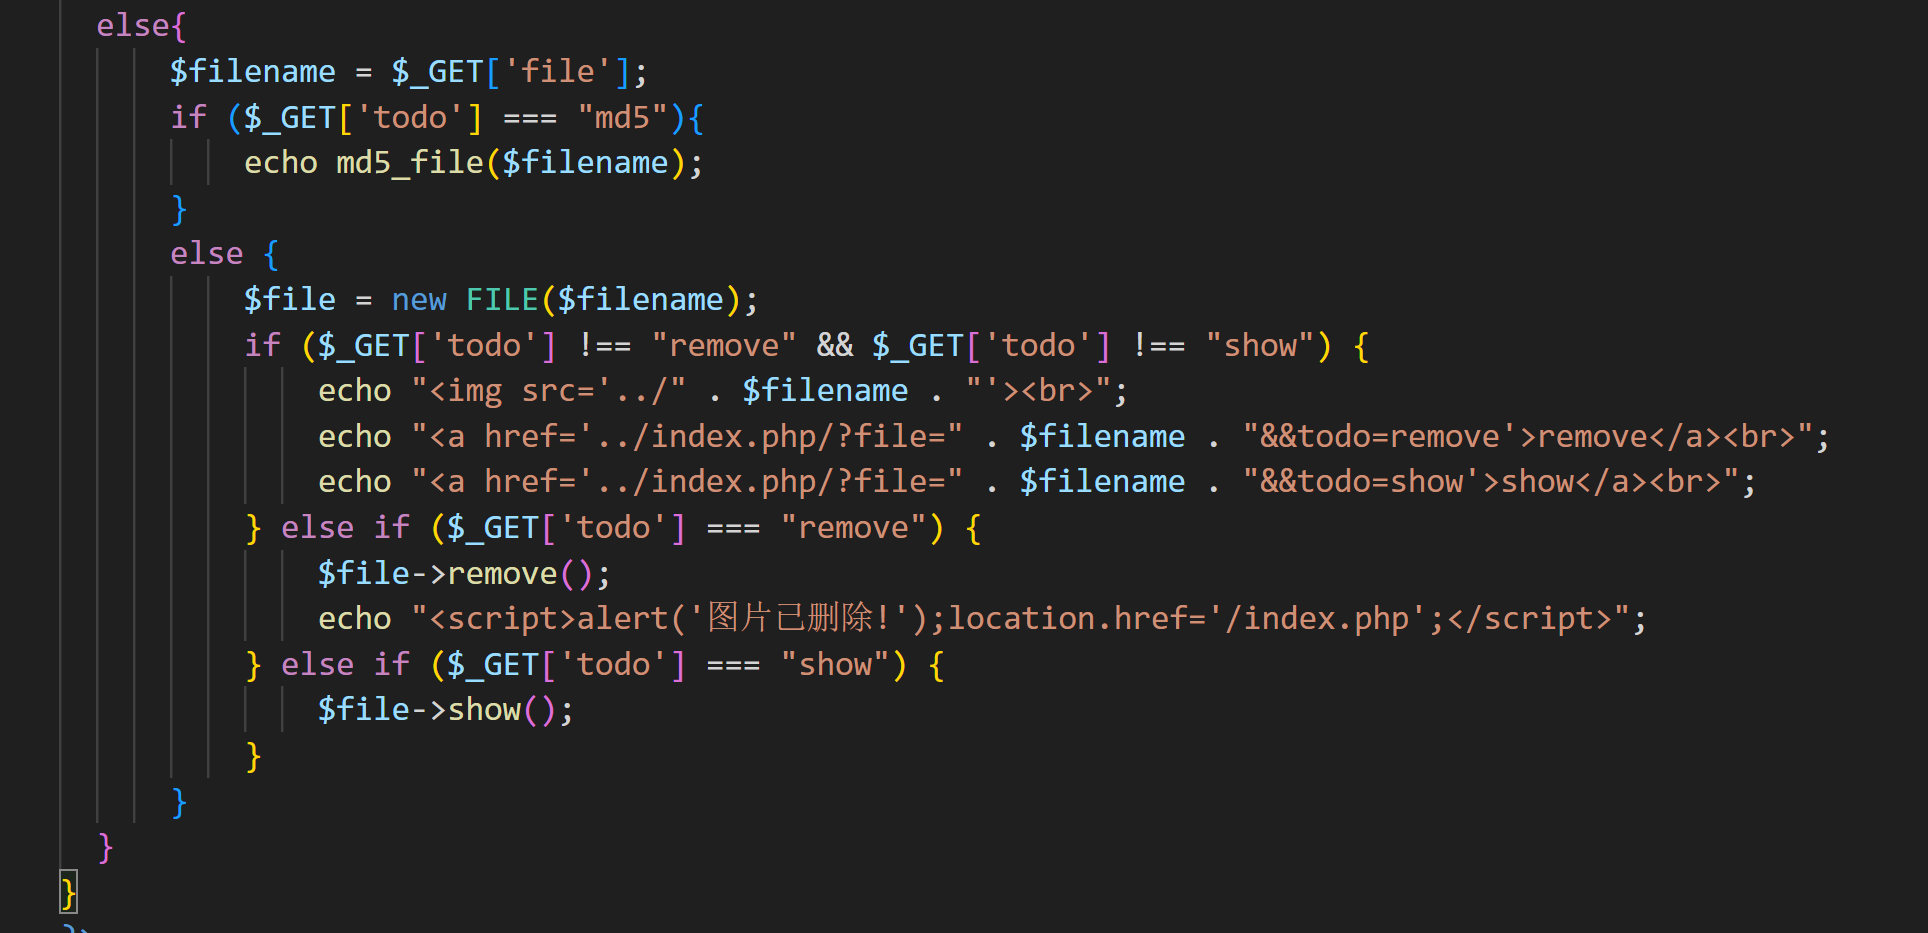 else{
$filename = $_GET['file'];
if ($_GET['todo'] === "md5"){
echo md5_file($filename);
}
else {
$file = new FILE($filename);
if ($_GET['todo'] !== "remove" && $_GET['todo'] !== "show") {
echo "<img src='../" . $filename . "'><br>";
echo "<a href='../index.php/?file=" . $filename . "&&todo=remove'>remove</a><br>";
echo "<a href='../index.php/?file=" . $filename . "&&todo=show'>show</a><br>";
} else if ($_GET['todo'] === "remove") {
$file->remove();
echo "<script>alert('图片已删除!');location.href='/index.php';</script>";
} else if ($_GET['todo'] === "show") {
$file->show();
}
}
}
}